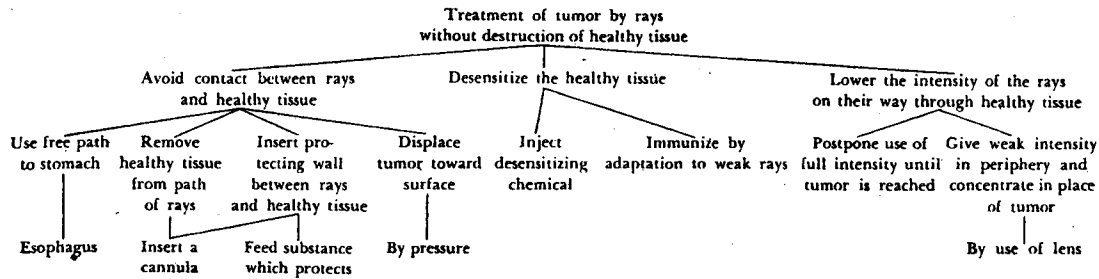 Treatment of tumor by rays
without destruction of healthy tissue
Avoid contact between rays
and healthy tissue
Desensitize the healthy tissue
Lower the intensity of the rays
on their way through healthy tissue
Use free path
to stomach
Remove
healthy tissue
from path
of rays
Insert pro-
tecting wall
between rays
and healthy tissue
Displace
tumor toward
surface
Inject
desensitizing
chemical
Immunize by
adaptation to weak rays
Postpone use of
full intensity until
tumor is reached
Give weak intensity
in periphery and
concentrate in place
of tumor
Esophagus
Insert a
cannula
Feed substance
which protects
By pressure
By use of lens